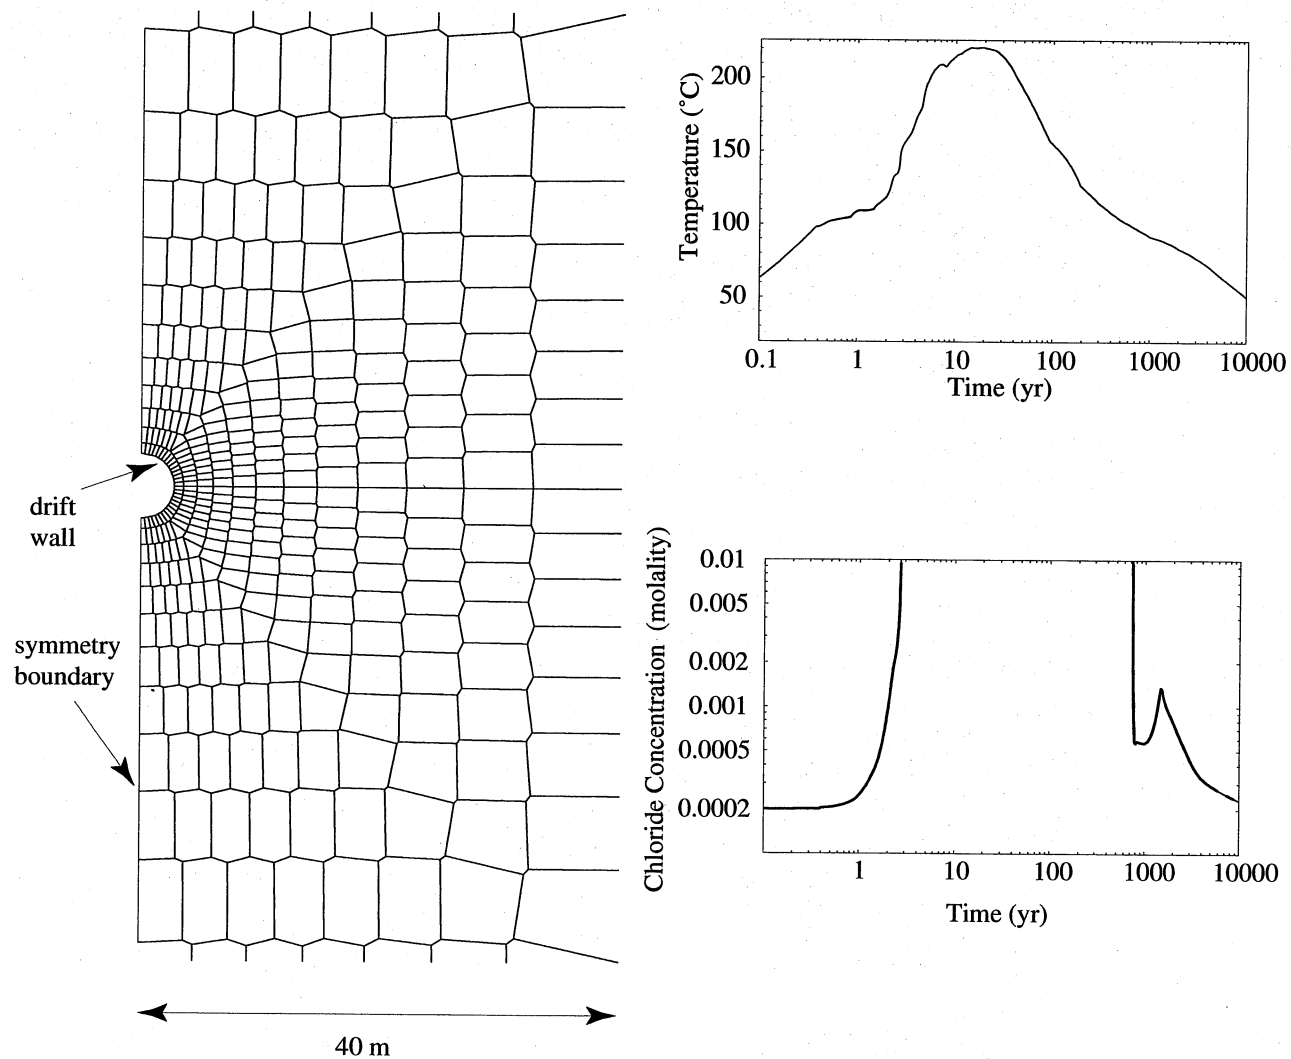 drift
wall
symmetry
boundary
40 m
Temperature (˚C)
200
150
100
50
0.1
1
10
100
1000
10000
Time (yr)
Chloride Concentration (molality)
0.01
0.005
0.002
0.001
0.0005
0.0002
1
10
100
1000
10000
Time (yr)